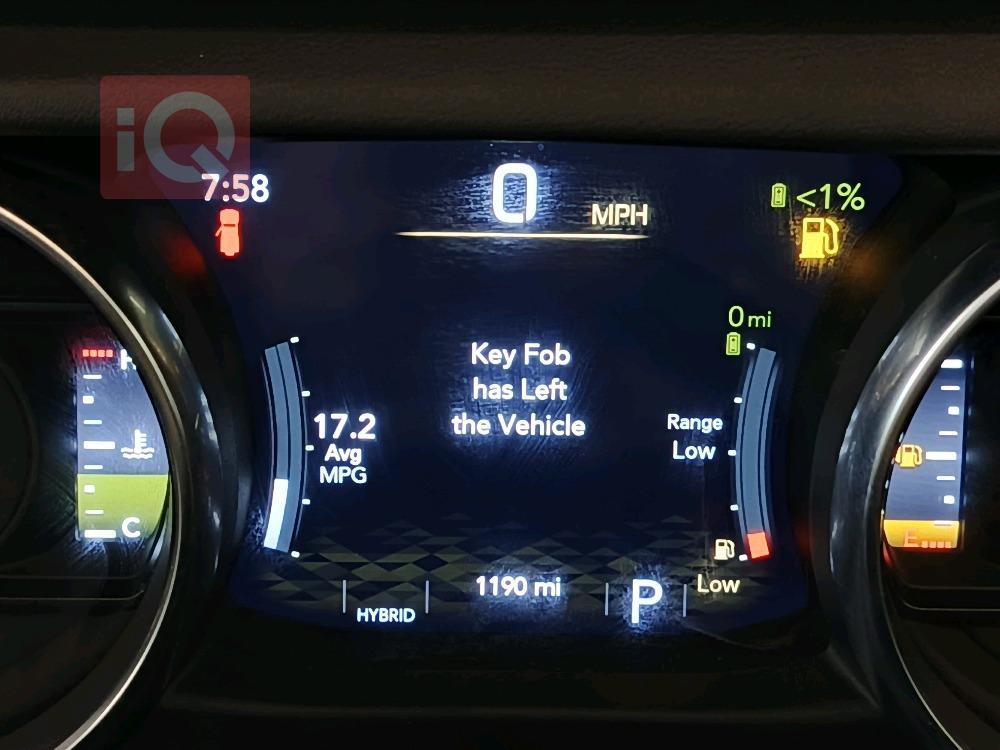 iQ
7:58
0 MPH
<1%
0 mi
H
Key Fob
has Left
the Vehicle
17.2
Avg
MPG
Range
Low
C
E
Low
1190 mi
P
HYBRID